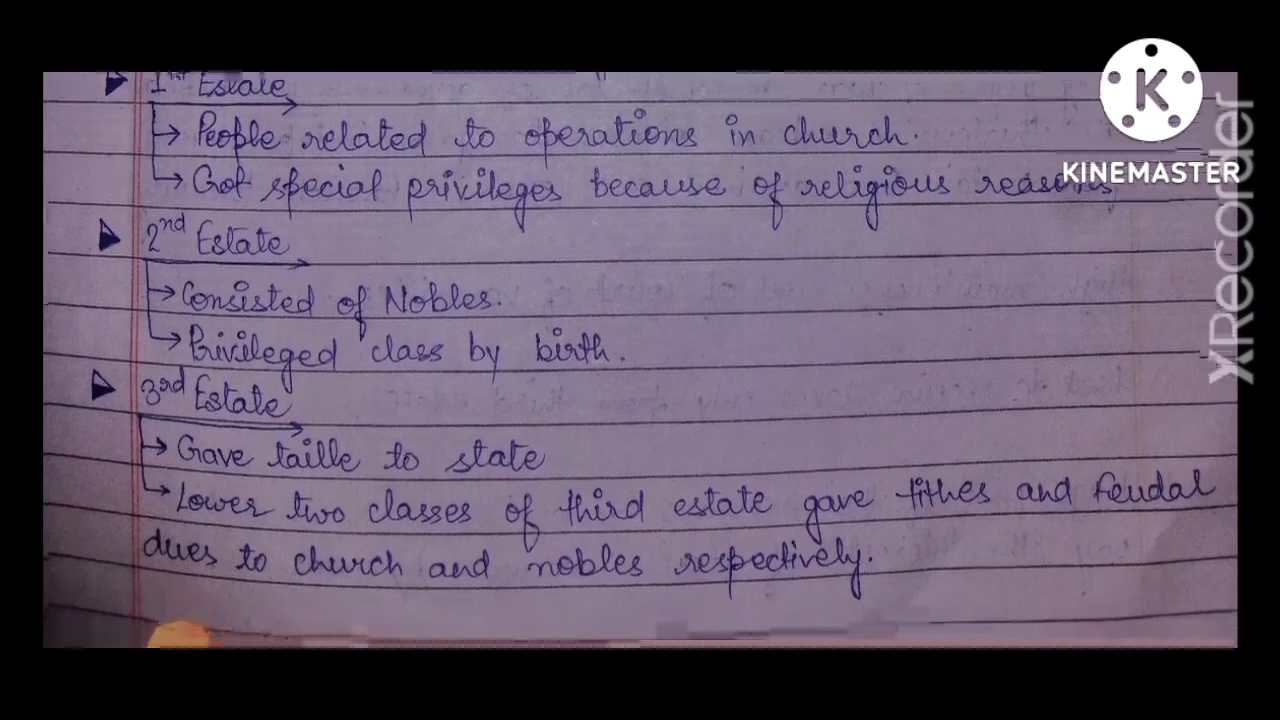 1st Estate
→ People related to operations in church.
→ Got special privileges because of religious reasons.
2nd Estate
→ Consisted of Nobles.
→ Privileged class by birth.
3rd Estate
→ Gave taille to state
→ Lower two classes of third estate gave tithes and feudal
dues to church and nobles respectively.
K
KINEMASTER
XRecorder